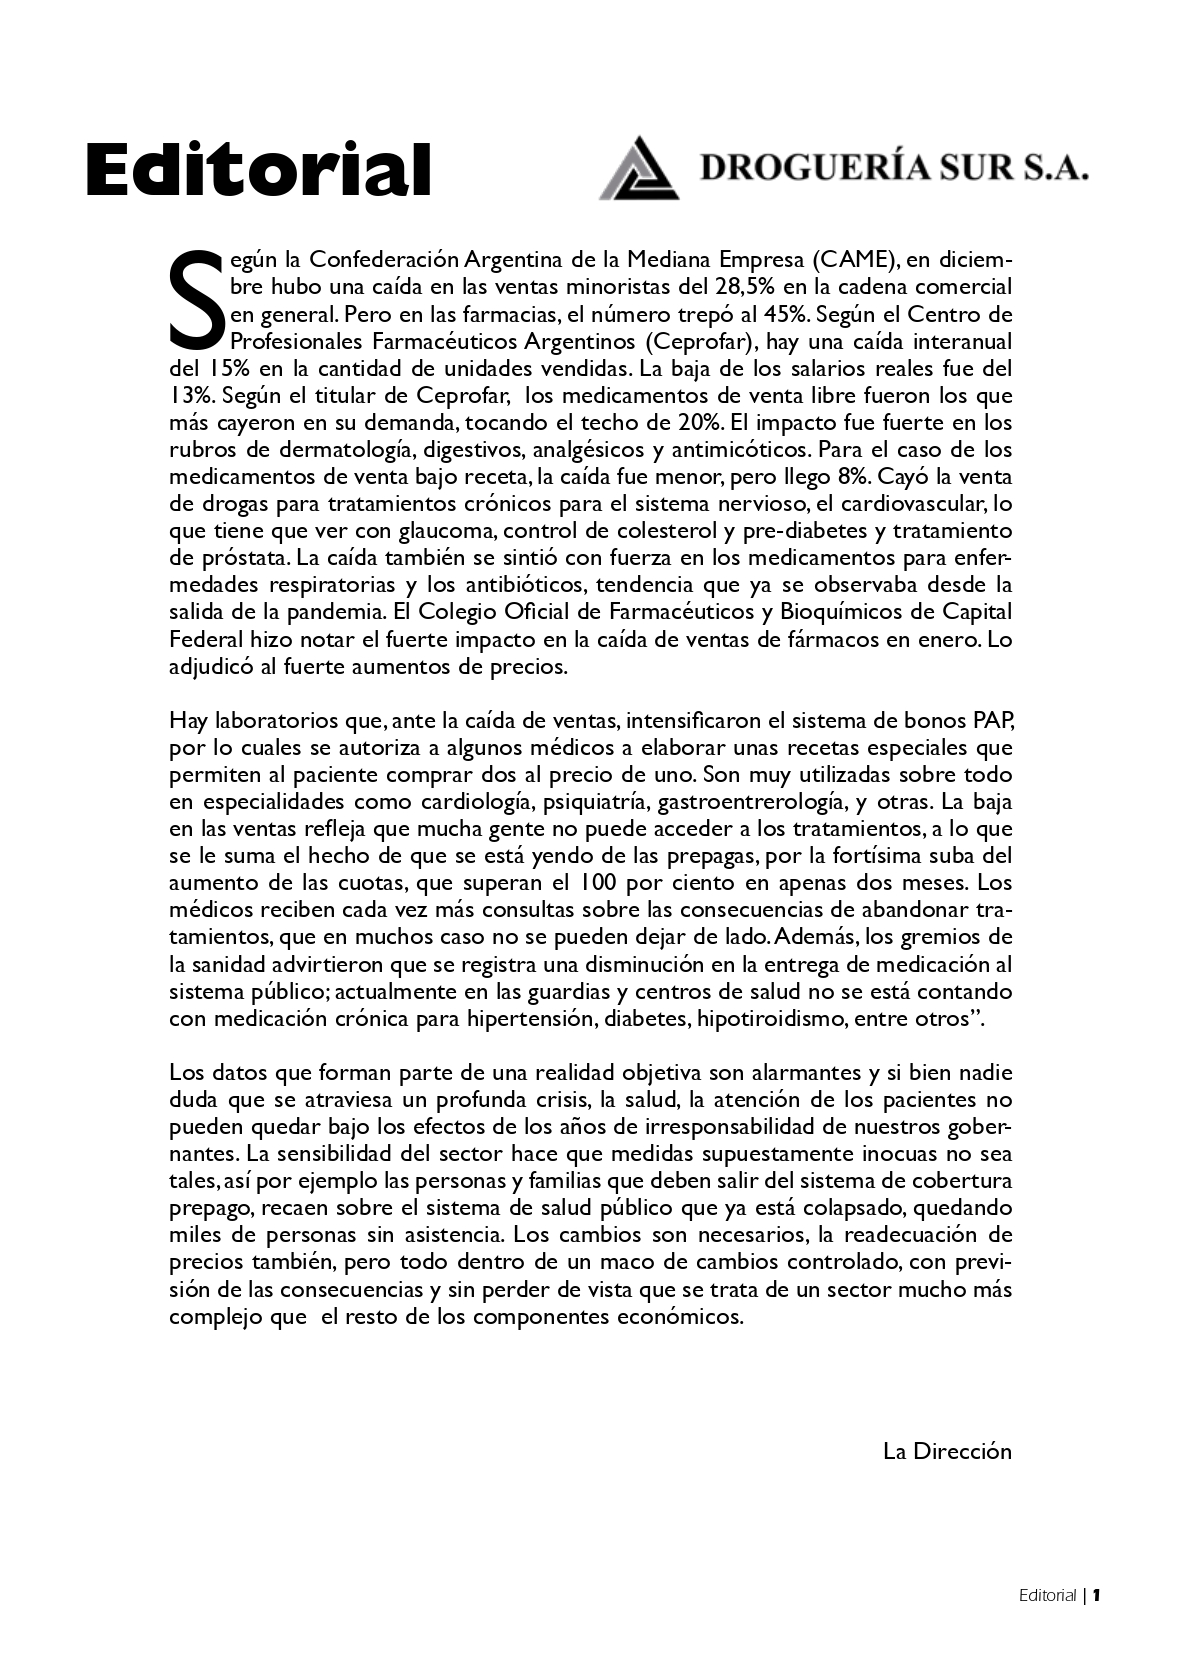 Editorial
DROGUERÍA SUR S.A.
Según la Confederación Argentina de la Mediana Empresa (CAME), en diciem-
bre hubo una caída en las ventas minoristas del 28,5% en la cadena comercial
en general. Pero en las farmacias, el número trepó al 45%. Según el Centro de
Profesionales Farmacéuticos Argentinos (Ceprofar), hay una caída interanual
del 15% en la cantidad de unidades vendidas. La baja de los salarios reales fue del
13%. Según el titular de Ceprofar,  los medicamentos de venta libre fueron los que
más cayeron en su demanda, tocando el techo de 20%. El impacto fue fuerte en los
rubros de dermatología, digestivos, analgésicos y antimicóticos. Para el caso de los
medicamentos de venta bajo receta, la caída fue menor, pero llego 8%. Cayó la venta
de drogas para tratamientos crónicos para el sistema nervioso, el cardiovascular, lo
que tiene que ver con glaucoma, control de colesterol y pre-diabetes y tratamiento
de próstata. La caída también se sintió con fuerza en los medicamentos para enfer-
medades respiratorias y los antibióticos, tendencia que ya se observaba desde la
salida de la pandemia. El Colegio Oficial de Farmacéuticos y Bioquímicos de Capital
Federal hizo notar el fuerte impacto en la caída de ventas de fármacos en enero. Lo
adjudicó al fuerte aumentos de precios.
Hay laboratorios que, ante la caída de ventas, intensificaron el sistema de bonos PAP,
por lo cuales se autoriza a algunos médicos a elaborar unas recetas especiales que
permiten al paciente comprar dos al precio de uno. Son muy utilizadas sobre todo
en especialidades como cardiología, psiquiatría, gastroentrerología, y otras. La baja
en las ventas refleja que mucha gente no puede acceder a los tratamientos, a lo que
se le suma el hecho de que se está yendo de las prepagas, por la fortísima suba del
aumento de las cuotas, que superan el 100 por ciento en apenas dos meses. Los
médicos reciben cada vez más consultas sobre las consecuencias de abandonar tra-
tamientos, que en muchos caso no se pueden dejar de lado. Además, los gremios de
la sanidad advirtieron que se registra una disminución en la entrega de medicación al
sistema público; actualmente en las guardias y centros de salud no se está contando
con medicación crónica para hipertensión, diabetes, hipotiroidismo, entre otros”.
Los datos que forman parte de una realidad objetiva son alarmantes y si bien nadie
duda que se atraviesa un profunda crisis, la salud, la atención de los pacientes no
pueden quedar bajo los efectos de los años de irresponsabilidad de nuestros gober-
nantes. La sensibilidad del sector hace que medidas supuestamente inocuas no sea
tales, así por ejemplo las personas y familias que deben salir del sistema de cobertura
prepago, recaen sobre el sistema de salud público que ya está colapsado, quedando
miles de personas sin asistencia. Los cambios son necesarios, la readecuación de
precios también, pero todo dentro de un maco de cambios controlado, con previ-
sión de las consecuencias y sin perder de vista que se trata de un sector mucho más
complejo que  el resto de los componentes económicos.
La Dirección
Editorial | 1